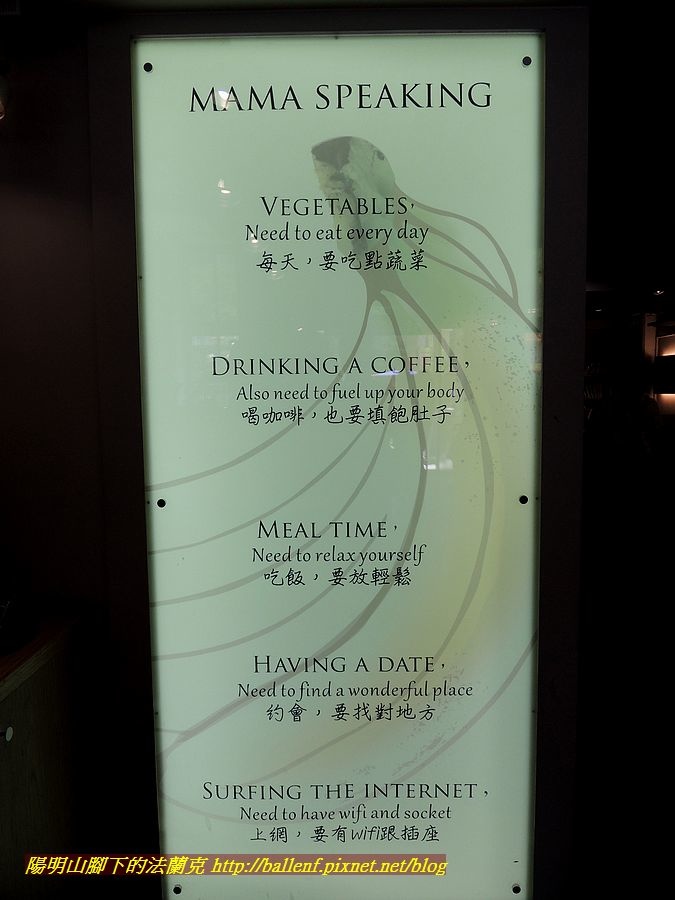 MAMA SPEAKING
VEGETABLES，
Need to eat every day
每天，要吃點蔬菜
DRINKING A COFFEE，
Also need to fuel up your body
喝咖啡，也要填飽肚子
MEAL TIME，
Need to relax yourself
吃飯，要放輕鬆
HAVING A DATE，
Need to find a wonderful place
約會，要找對地方
SURFING THE INTERNET，
Need to have wifi and socket
上網，要有wifi跟插座
陽明山腳下的法蘭克 http://ballenf.pixnet.net/blog